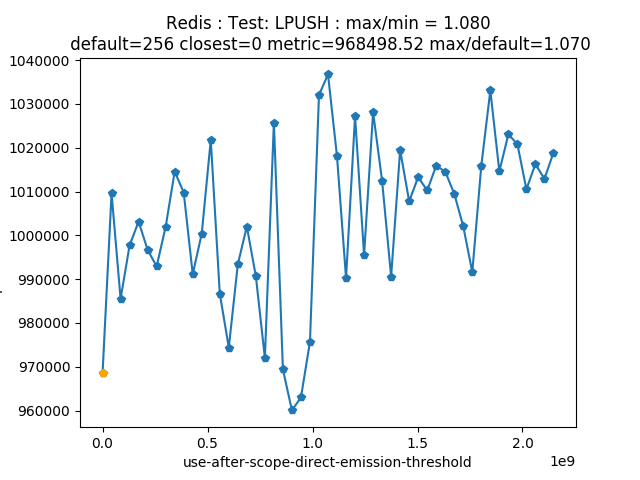 Redis : Test: LPUSH : max/min = 1.080
default=256 closest=0 metric=968498.52 max/default=1.070
1040000
1030000
1020000
1010000
1000000
990000
980000
970000
960000
0.0 0.5 1.0 1.5 2.0
use-after-scope-direct-emission-threshold 1e9